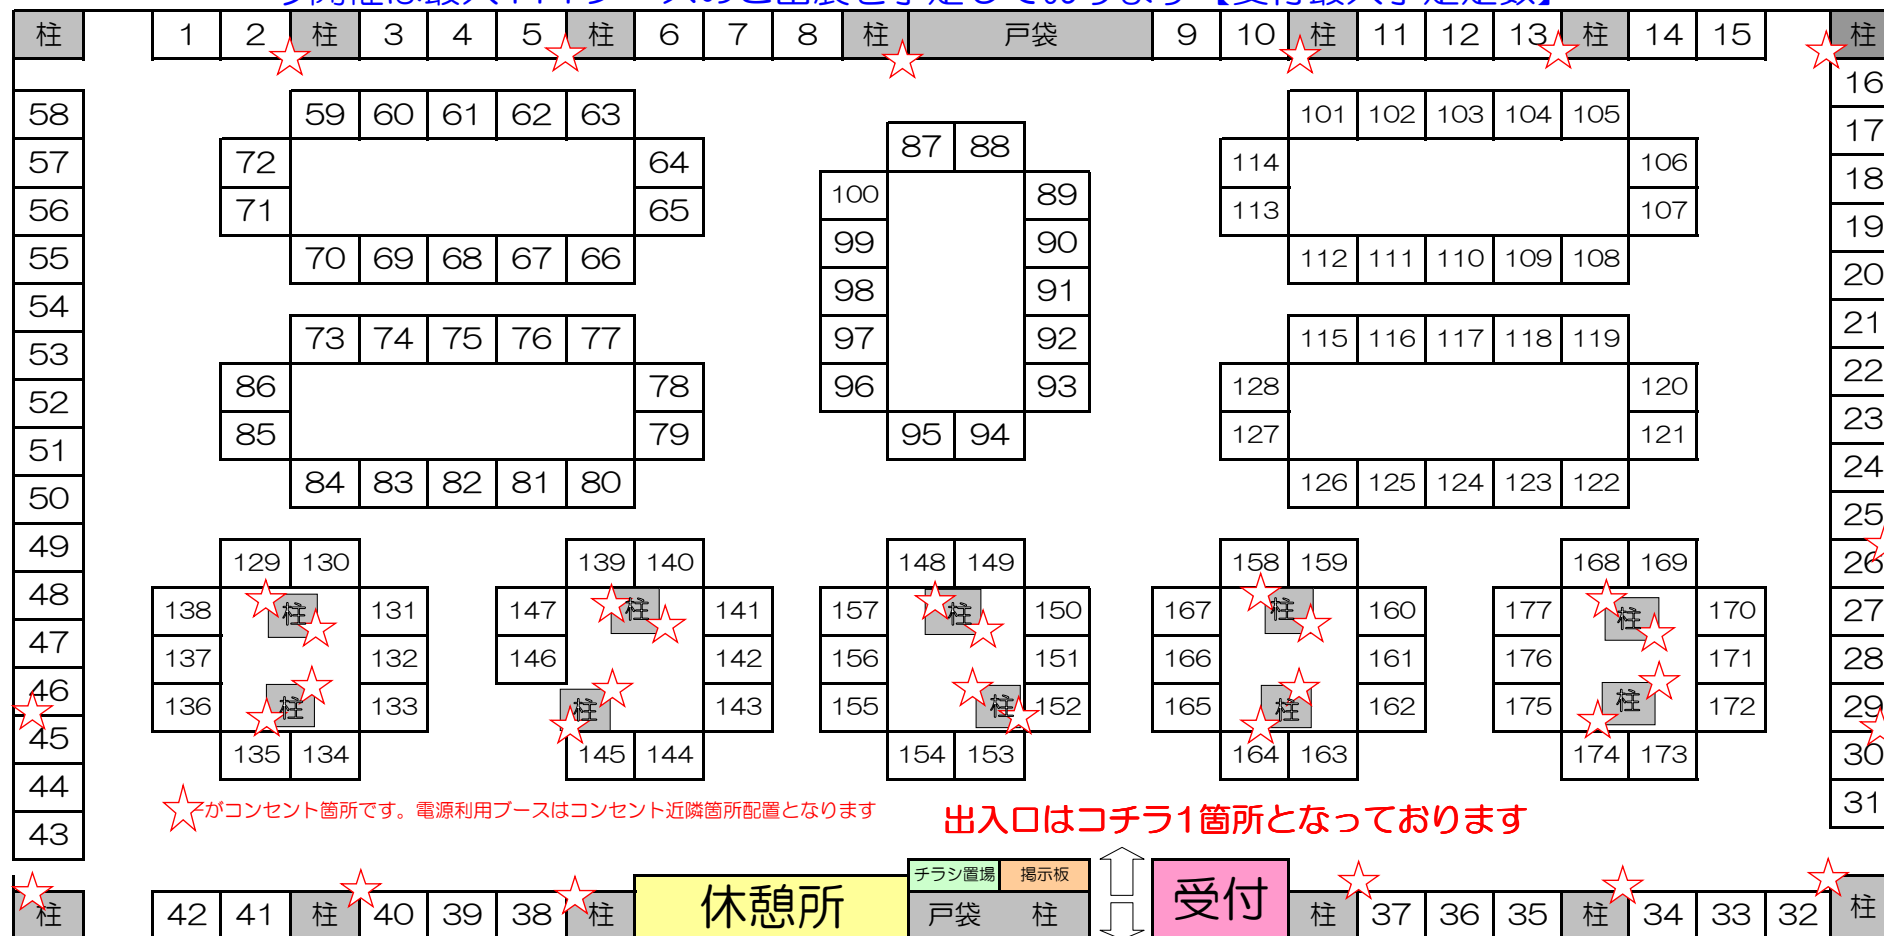 柱 1 2 柱 3 4 5 柱 6 7 8 柱 戸袋 9 10 柱 11 12 13 柱 14 15 柱
16
58 59 60 61 62 63 101 102 103 104 105 17
87 88
57 72 64 114 106 18
100 89
56 71 65 113 107 19
99 90
55 70 69 68 67 66 112 111 110 109 108 20
98 91
54 21
53 73 74 75 76 77 97 92 115 116 117 118 119 22
52 86 78 96 93 128 120 23
51 85 79 95 94 127 121 24
50 84 83 82 81 80 126 125 124 123 122 25
49 129 130 139 140 148 149 158 159 168 169 26
48 138 柱 131 147 柱 141 157 柱 150 167 柱 160 177 柱 170 27
47 137 132 146 142 156 151 166 161 176 171 28
46 136 柱 133 柱 143 155 柱 152 165 柱 162 175 柱 172 29
45 135 134 145 144 154 153 164 163 174 173 30
44 31
がコンセント箇所です。電源利用ブースはコンセント近隣箇所配置となります
出入口はコチラ1箇所となっております
43
チラシ置場 掲示板
柱 42 41 柱 40 39 38 柱 休憩所 戸袋 柱 受付 柱 37 36 35 柱 34 33 32 柱